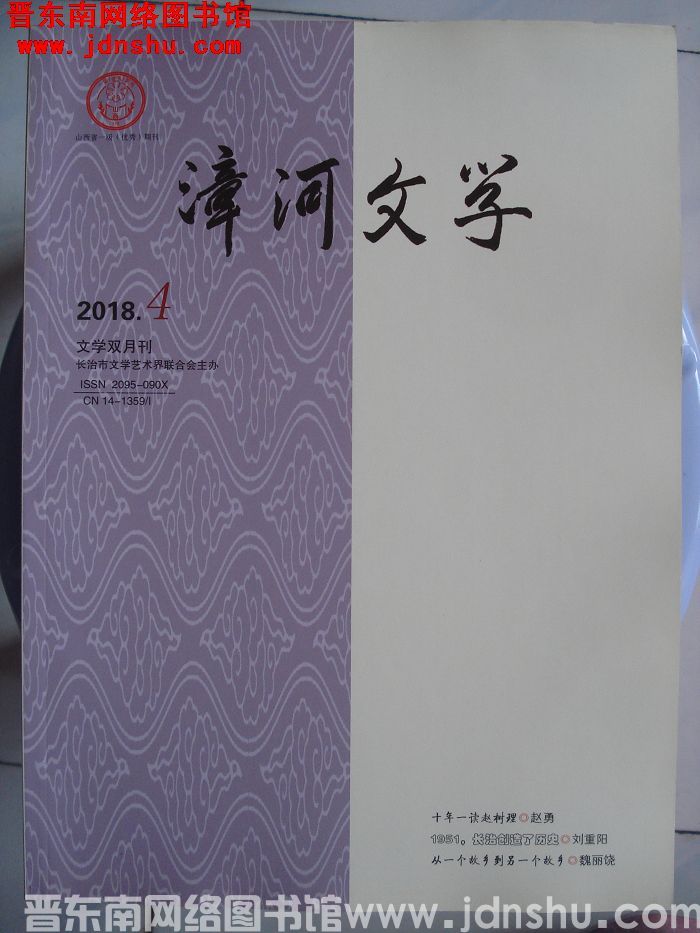 晋东南网络图书馆
www.jdnshu.com
山西省一级(优秀)期刊
漳河文学
2018.4
文学双月刊
长治市文学艺术界联合会主办
ISSN 2095-090X
CN 14-1359/I
十年一读赵树理◎赵勇
1951，长治创造了历史◎刘重阳
从一个故乡到另一个故乡◎魏丽饶
晋东南网络图书馆www.jdnshu.com